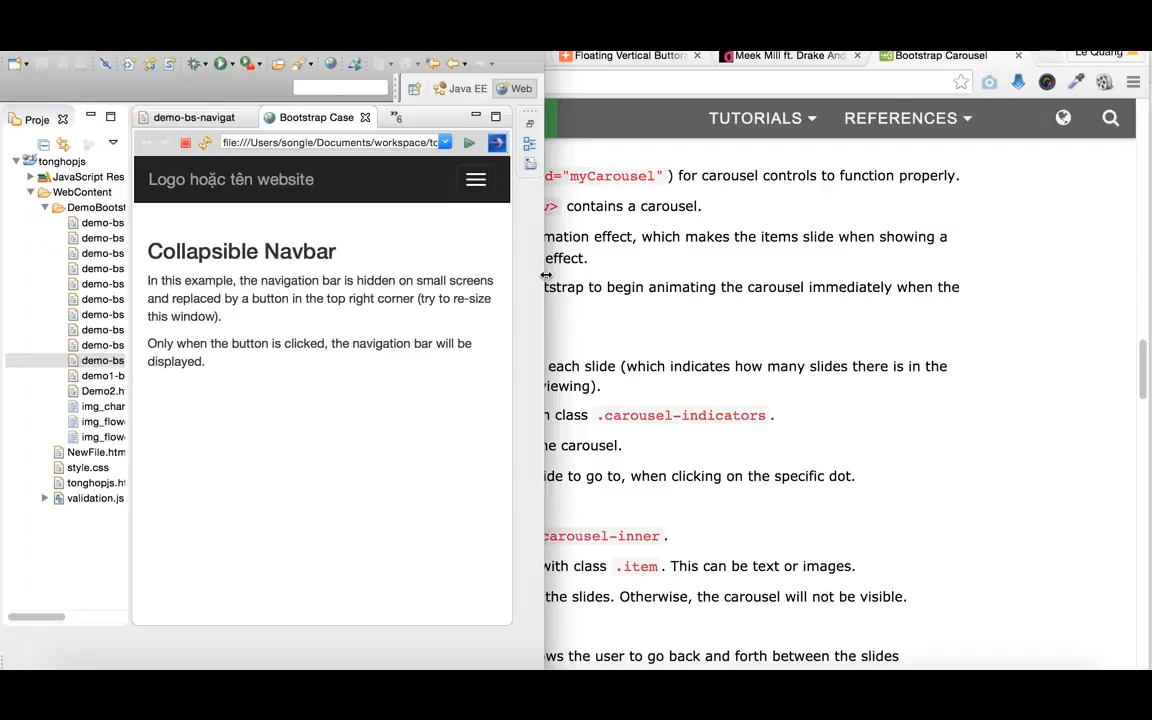 Floating Vertical Button
Meek Mill ft. Drake And
Bootstrap Carousel
Le Quang
Java EE
Web
Proje
demo-bs-navigat
Bootstrap Case
6
file:///Users/songle/Documents/workspace/to
TUTORIALS
REFERENCES
tonghopjs
JavaScript Res
WebContent
DemoBootst
demo-bs
demo-bs
demo-bs
demo-bs
demo-bs
demo-bs
demo-bs
demo-bs
demo-bs
demo-bs
demo1-b
Demo2.h
img_char
img_flow
img_flow
NewFile.htm
style.css
tonghopjs.ht
validation.js
Logo hoặc tên website
Collapsible Navbar
In this example, the navigation bar is hidden on small screens
and replaced by a button in the top right corner (try to re-size
this window).
Only when the button is clicked, the navigation bar will be
displayed.
d="myCarousel" ) for carousel controls to function properly.
v> contains a carousel.
mation effect, which makes the items slide when showing a
effect.
tstrap to begin animating the carousel immediately when the
each slide (which indicates how many slides there is in the
viewing).
h class .carousel-indicators.
he carousel.
ide to go to, when clicking on the specific dot.
carousel-inner.
with class .item. This can be text or images.
the slides. Otherwise, the carousel will not be visible.
ows the user to go back and forth between the slides